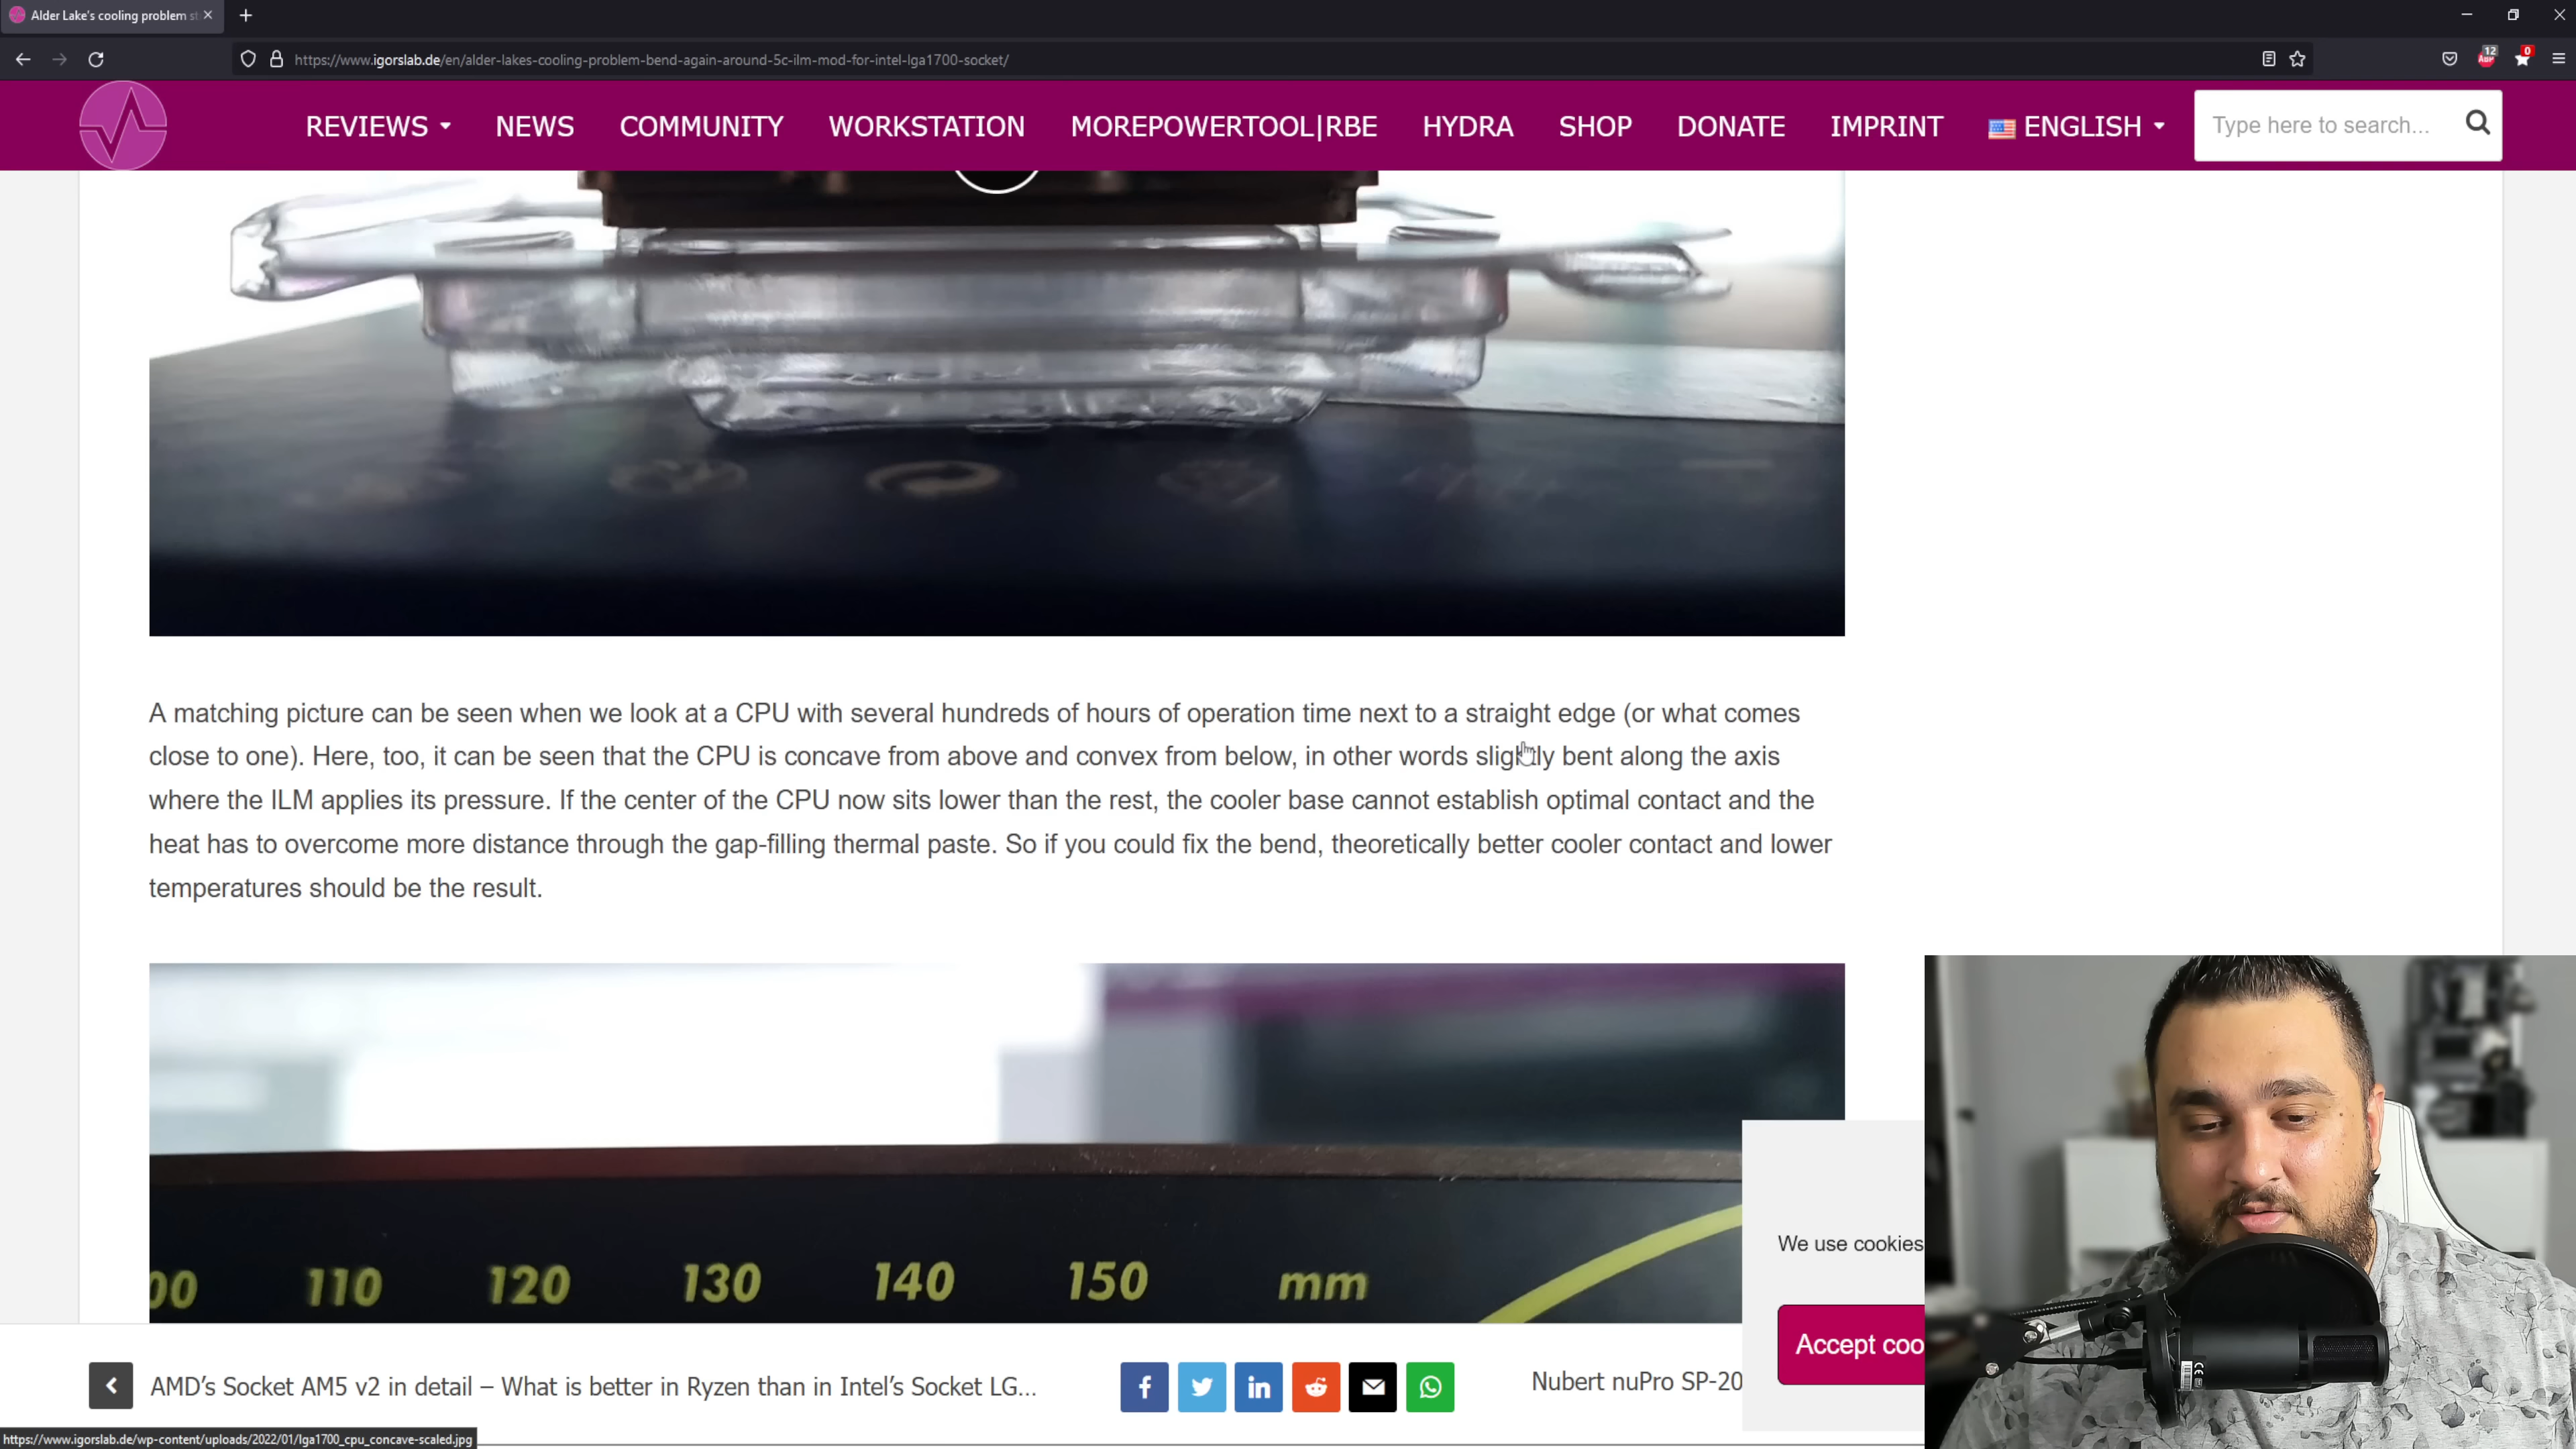 Alder Lake's cooling problem st
https://www.igorslab.de/en/alder-lakes-cooling-problem-bend-again-around-5c-ilm-mod-for-intel-lga1700-socket/
12
0
REVIEWS
NEWS
COMMUNITY
WORKSTATION
MOREPOWERTOOL|RBE
HYDRA
SHOP
DONATE
IMPRINT
ENGLISH
Type here to search...
A matching picture can be seen when we look at a CPU with several hundreds of hours of operation time next to a straight edge (or what comes
close to one). Here, too, it can be seen that the CPU is concave from above and convex from below, in other words slightly bent along the axis
where the ILM applies its pressure. If the center of the CPU now sits lower than the rest, the cooler base cannot establish optimal contact and the
heat has to overcome more distance through the gap-filling thermal paste. So if you could fix the bend, theoretically better cooler contact and lower
temperatures should be the result.
00 110 120 130 140 150 mm
We use cookies
Accept coo
AMD's Socket AM5 v2 in detail – What is better in Ryzen than in Intel's Socket LG...
Nubert nuPro SP-20
https://www.igorslab.de/wp-content/uploads/2022/01/lga1700_cpu_concave-scaled.jpg